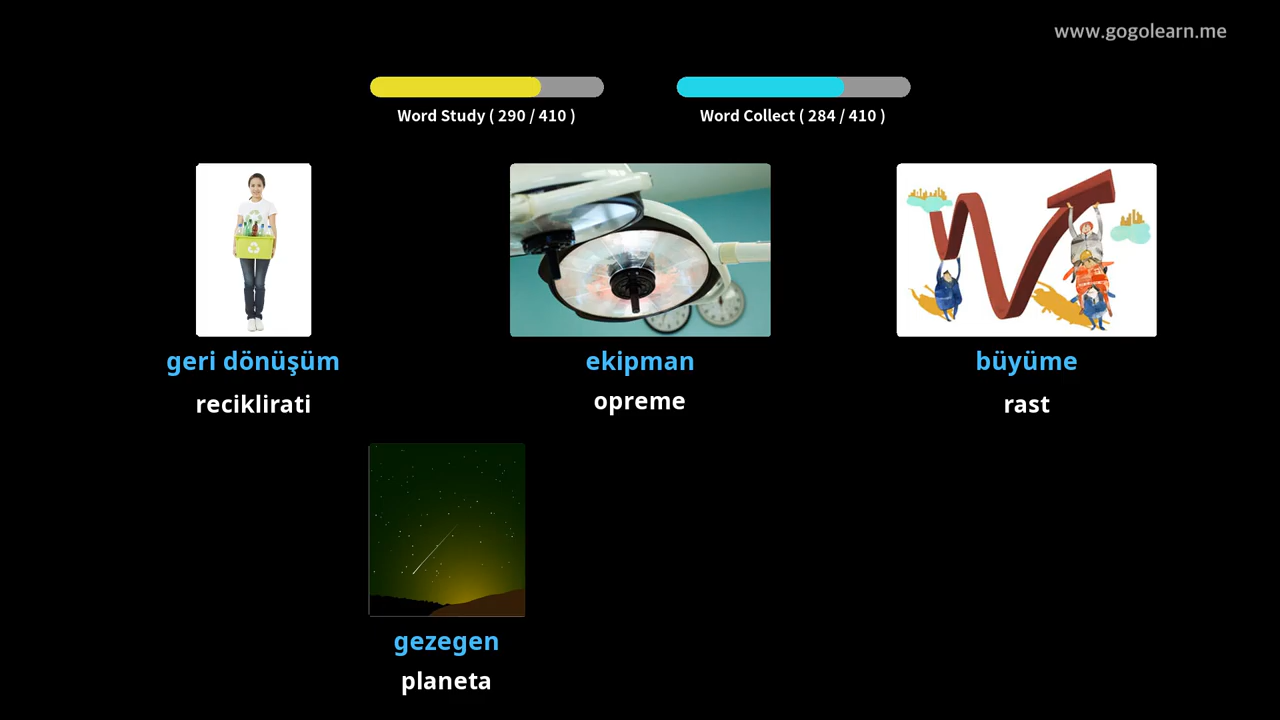 www.gogolearn.me
Word Study ( 290 / 410 )
Word Collect ( 284 / 410 )
geri dönüşüm
reciklirati
ekipman
opreme
büyüme
rast
gezegen
planeta